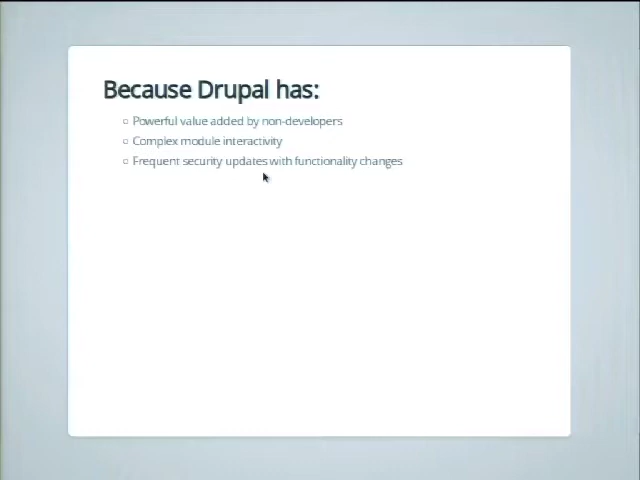 Because Drupal has:
Powerful value added by non-developers
Complex module interactivity
Frequent security updates with functionality changes